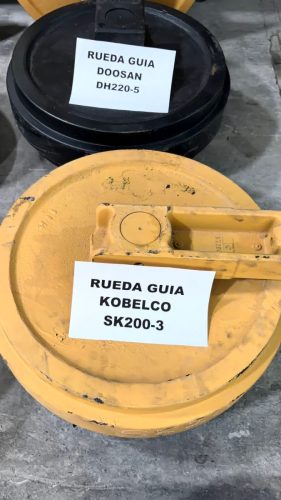 RUEDA GUIA
DOOSAN
DH220-5
RUEDA GUIA
KOBELCO
SK200-3